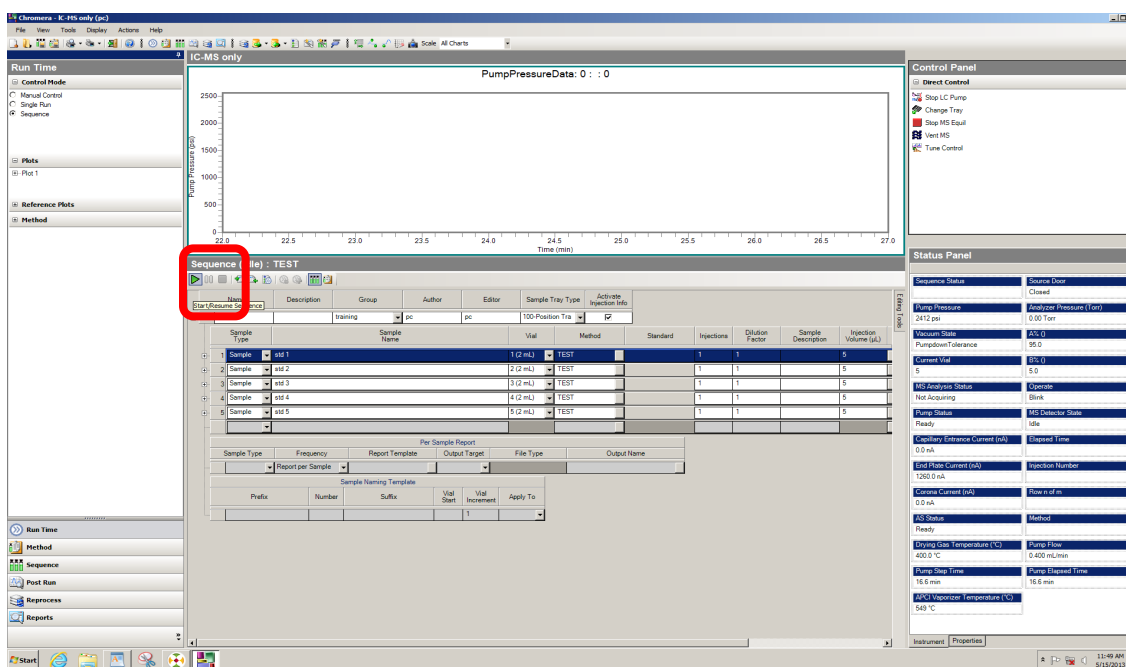 Chromera - IC-MS only (pc)
File View Tools Display Actions Help
Scale All Charts
Run Time
Control Mode
Manual Control
Single Run
Sequence
Plots
Plot 1
Reference Plots
Method
IC-MS only
PumpPressureData: 0 : : 0
Pump Pressure (psi)
2500
2000
1500
1000
500
0
22.0 22.5 23.0 23.5 24.0 24.5 25.0 25.5 26.0 26.5 27.0
Time (min)
Sequence (Idle) : TEST
Start/Resume Sequence
Name Description Group Author Editor Sample Tray Type Activate Injection Info
training pc pc 100-Position Tra
Editing Tools
Sample Type Sample Name Vial Method Standard Injections Dilution Factor Sample Description Injection Volume (µL)
1 Sample std 1 1 (2 mL) TEST 1 1 5
2 Sample std 2 2 (2 mL) TEST 1 1 5
3 Sample std 3 3 (2 mL) TEST 1 1 5
4 Sample std 4 4 (2 mL) TEST 1 1 5
5 Sample std 5 5 (2 mL) TEST 1 1 5
Per Sample Report
Sample Type Frequency Report Template Output Target File Type Output Name
Report per Sample
Sample Naming Template
Prefix Number Suffix Vial Start Vial Increment Apply To
1
Control Panel
Direct Control
Stop LC Pump
Change Tray
Stop MS Equil
Vent MS
Tune Control
Status Panel
Sequence Status Source Door
Closed
Pump Pressure Analyzer Pressure (Torr)
2412 psi 0.00 Torr
Vacuum State A% ()
PumpdownTolerance 95.0
Current Vial B% ()
5 5.0
MS Analysis Status Operate
Not Acquiring Blink
Pump Status MS Detector State
Ready Idle
Capillary Entrance Current (nA) Elapsed Time
0.0 nA
End Plate Current (nA) Injection Number
1260.0 nA
Corona Current (nA) Row n of m
0.0 nA
AS Status Method
Ready
Drying Gas Temperature (°C) Pump Flow
400.0 °C 0.400 mL/min
Pump Step Time Pump Elapsed Time
16.6 min 16.6 min
APCI Vaporizer Temperature (°C)
549 °C
Instrument Properties
Run Time
Method
Sequence
Post Run
Reprocess
Reports
Start
11:49 AM
5/15/2013